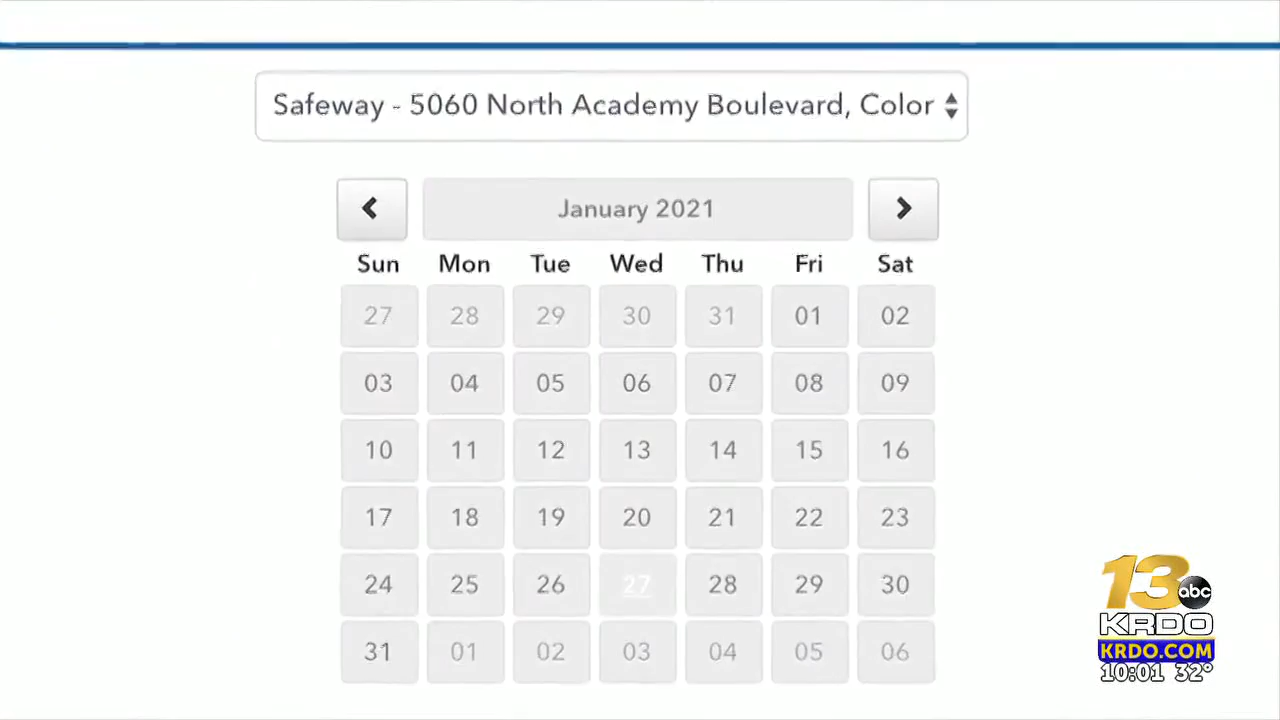 Safeway - 5060 North Academy Boulevard, Color
January 2021
Sun Mon Tue Wed Thu Fri Sat
27 28 29 30 31 01 02
03 04 05 06 07 08 09
10 11 12 13 14 15 16
17 18 19 20 21 22 23
24 25 26 27 28 29 30
31 01 02 03 04 05 06
13 abc
KRDO
KRDO.COM
10:01 32°